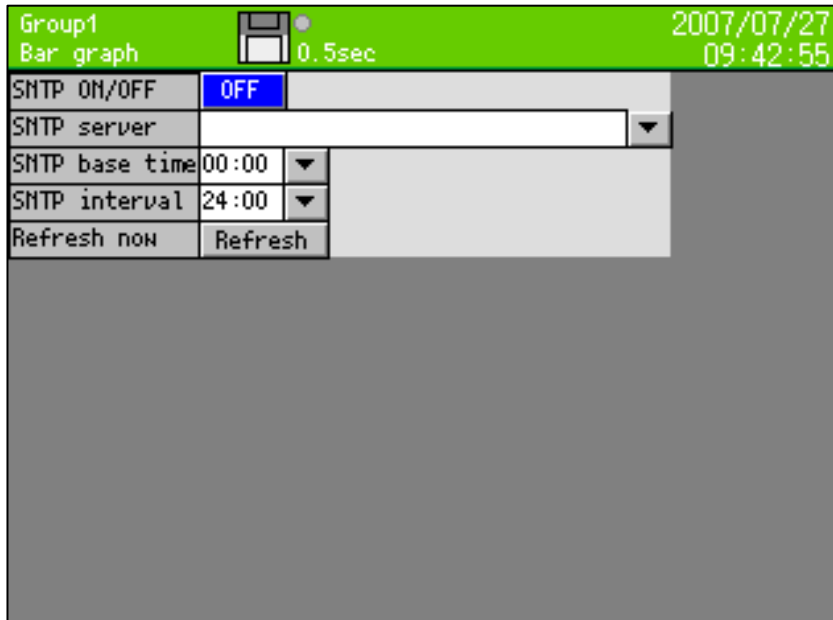 Group1
Bar graph
0.5sec
2007/07/27
09:42:55
SNTP ON/OFF OFF
SNTP server
SNTP base time 00:00
SNTP interval 24:00
Refresh now Refresh